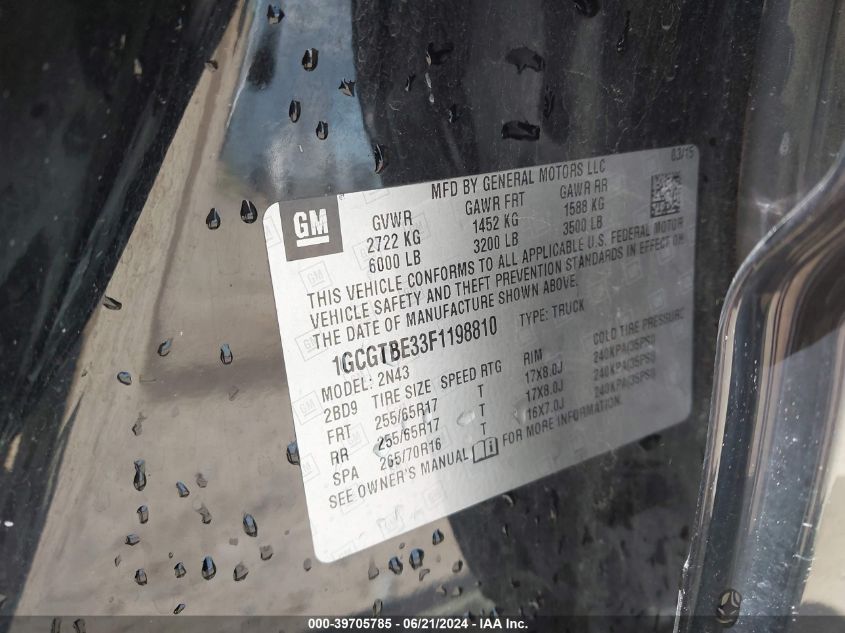 MFD BY GENERAL MOTORS LLC 03/15
GM GVWR GAWR FRT GAWR RR
2722 KG 1452 KG 1588 KG
6000 LB 3200 LB 3500 LB
THIS VEHICLE CONFORMS TO ALL APPLICABLE U.S. FEDERAL MOTOR
VEHICLE SAFETY AND THEFT PREVENTION STANDARDS IN EFFECT ON
THE DATE OF MANUFACTURE SHOWN ABOVE.
1GCGTBE33F1198810 TYPE: TRUCK
MODEL: 2N43
2BD9 TIRE SIZE SPEED RTG RIM COLD TIRE PRESSURE
FRT 255/65R17 T 17X8.0J 240KPA(35PSI)
RR 255/65R17 T 17X8.0J 240KPA(35PSI)
SPA 265/70R16 T 16X7.0J 240KPA(35PSI)
SEE OWNER'S MANUAL FOR MORE INFORMATION.
000-39705785 - 06/21/2024 - IAA Inc.